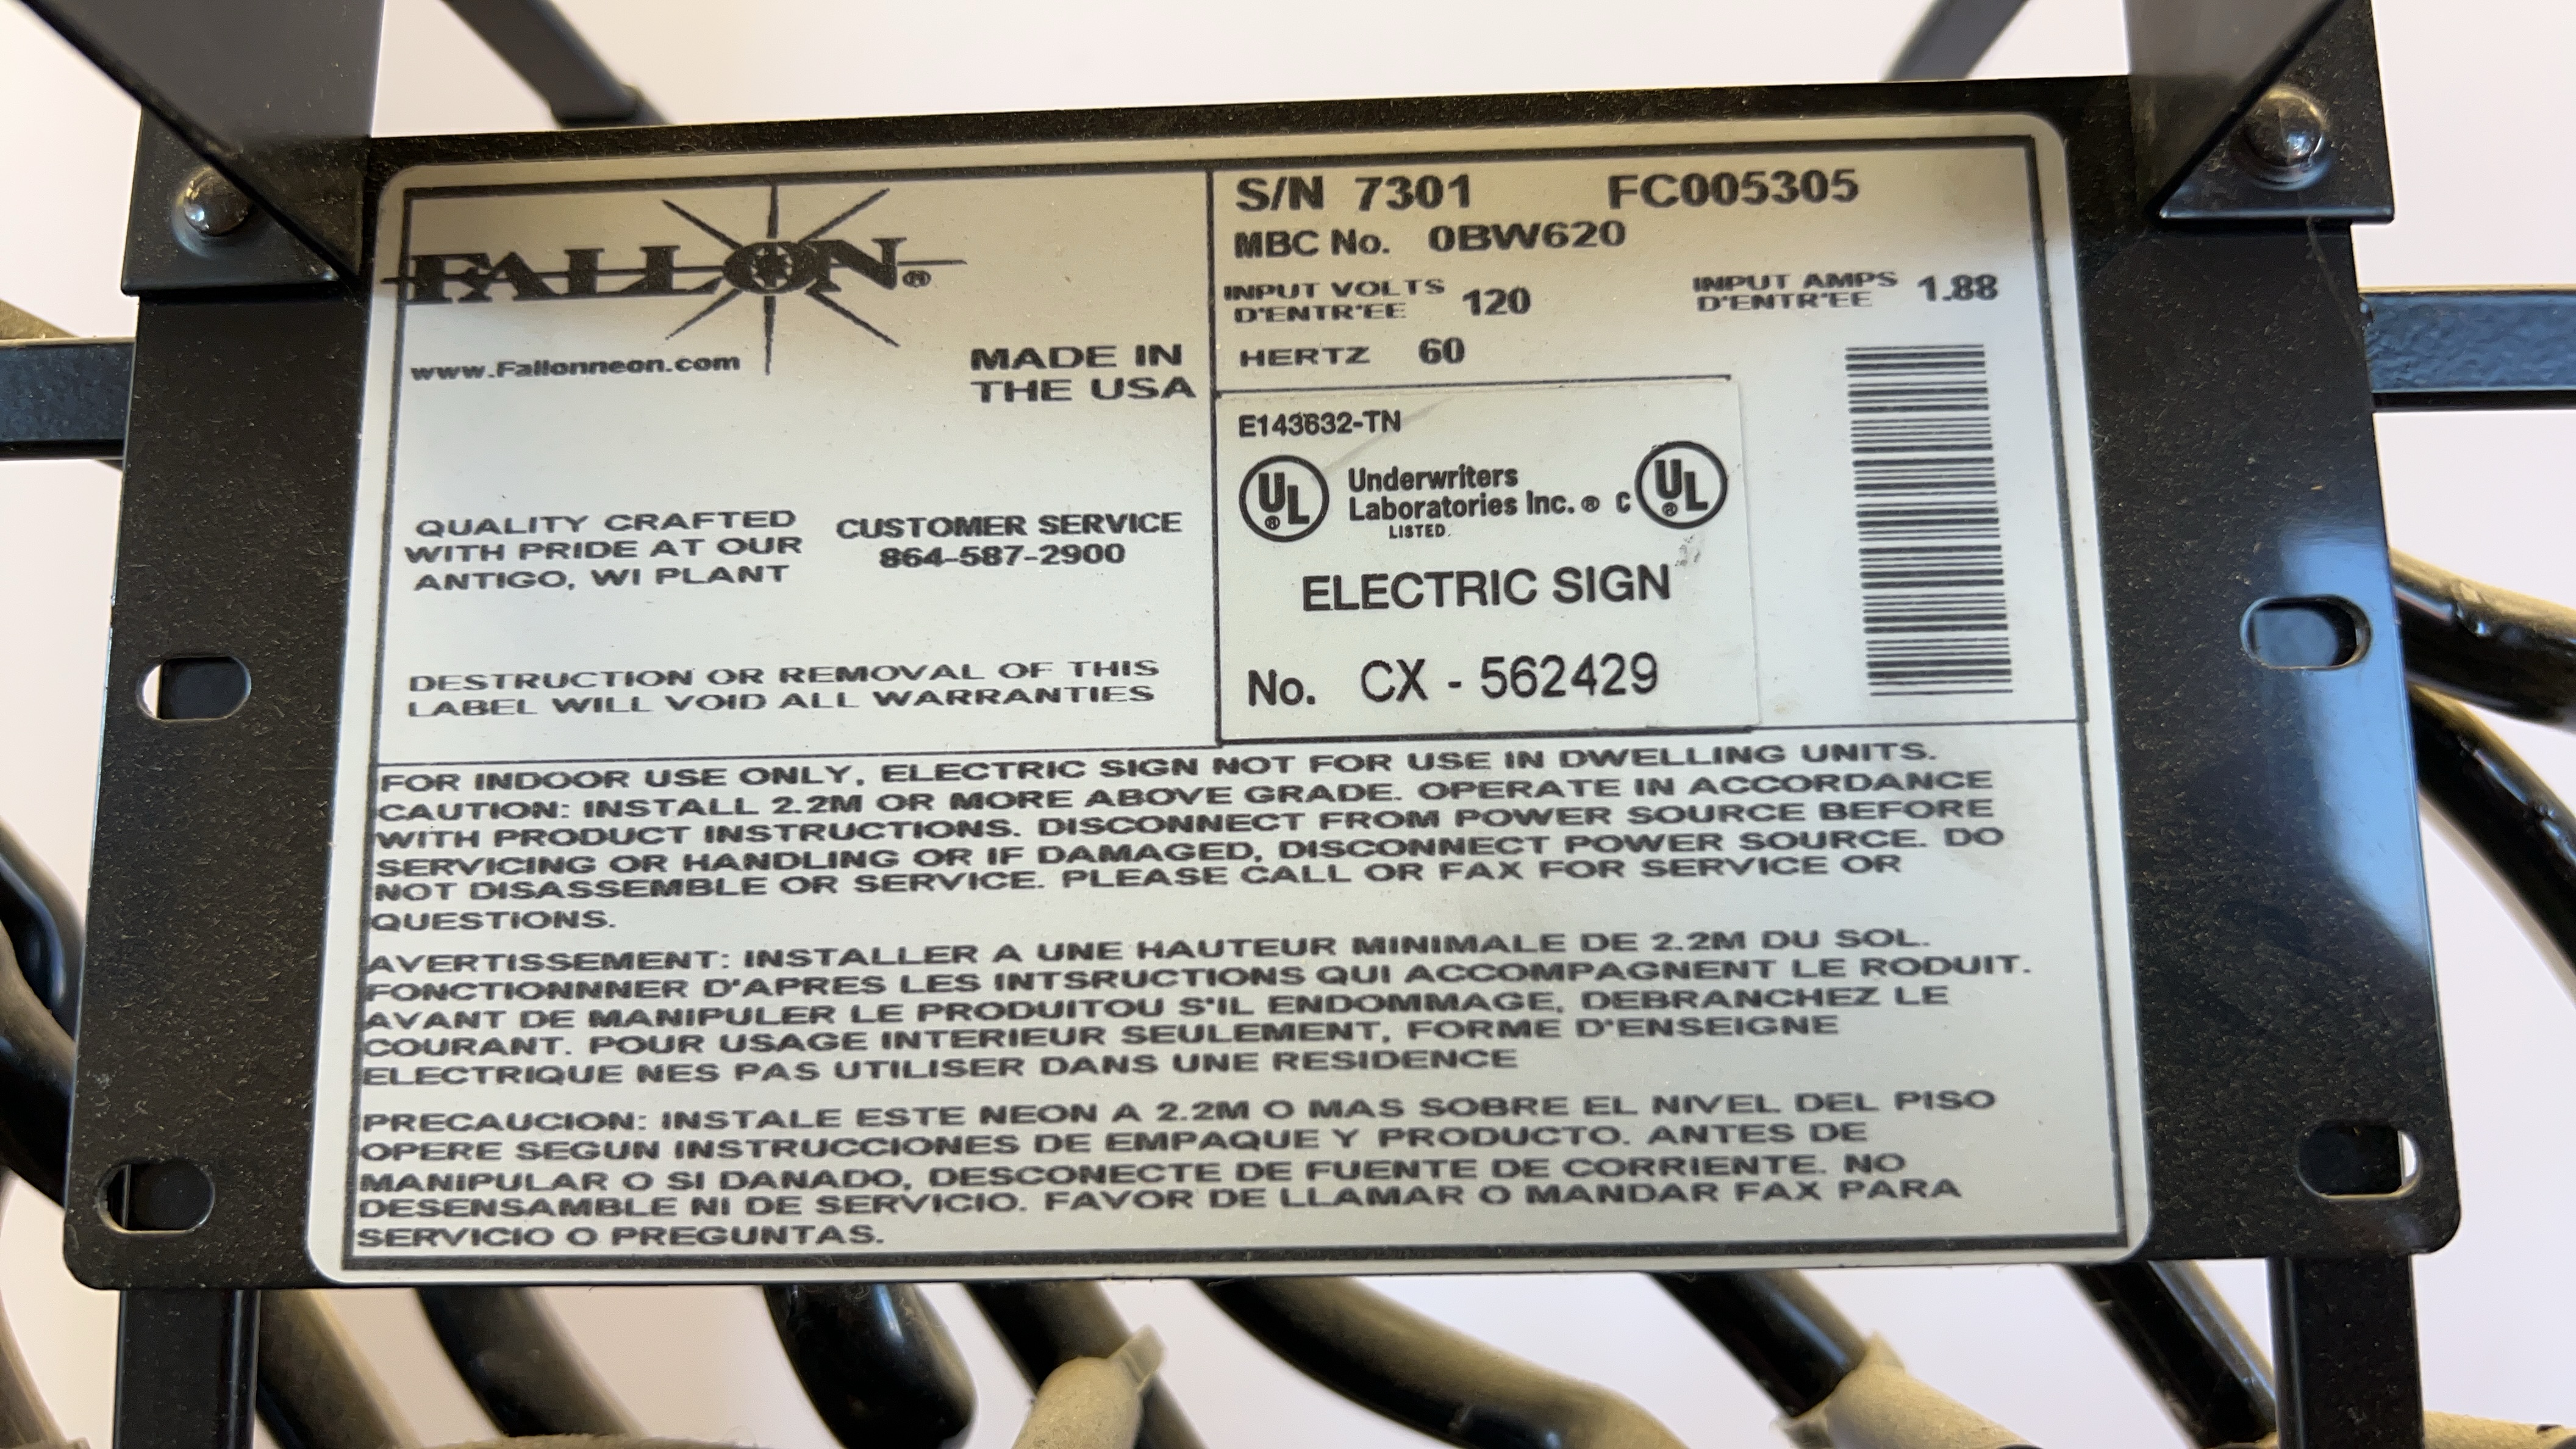 FALLON®
www.Fallonneon.com
MADE IN
THE USA
QUALITY CRAFTED
WITH PRIDE AT OUR
ANTIGO, WI PLANT
CUSTOMER SERVICE
864-587-2900
DESTRUCTION OR REMOVAL OF THIS
LABEL WILL VOID ALL WARRANTIES
S/N 7301 FC005305
MBC No. 0BW620
INPUT VOLTS
D'ENTR'EE 120
INPUT AMPS
D'ENTR'EE 1.88
HERTZ 60
E143632-TN
UL®
Underwriters
Laboratories Inc.®
LISTED
C UL®
ELECTRIC SIGN
No. CX - 562429
FOR INDOOR USE ONLY, ELECTRIC SIGN NOT FOR USE IN DWELLING UNITS.
CAUTION: INSTALL 2.2M OR MORE ABOVE GRADE. OPERATE IN ACCORDANCE
WITH PRODUCT INSTRUCTIONS. DISCONNECT FROM POWER SOURCE BEFORE
SERVICING OR HANDLING OR IF DAMAGED, DISCONNECT POWER SOURCE. DO
NOT DISASSEMBLE OR SERVICE. PLEASE CALL OR FAX FOR SERVICE OR
QUESTIONS.
AVERTISSEMENT: INSTALLER A UNE HAUTEUR MINIMALE DE 2.2M DU SOL.
FONCTIONNNER D'APRES LES INTSRUCTIONS QUI ACCOMPAGNENT LE RODUIT.
AVANT DE MANIPULER LE PRODUITOU S'IL ENDOMMAGE, DEBRANCHEZ LE
COURANT. POUR USAGE INTERIEUR SEULEMENT, FORME D'ENSEIGNE
ELECTRIQUE NES PAS UTILISER DANS UNE RESIDENCE
PRECAUCION: INSTALE ESTE NEON A 2.2M O MAS SOBRE EL NIVEL DEL PISO
OPERE SEGUN INSTRUCCIONES DE EMPAQUE Y PRODUCTO. ANTES DE
MANIPULAR O SI DANADO, DESCONECTE DE FUENTE DE CORRIENTE. NO
DESENSAMBLE NI DE SERVICIO. FAVOR DE LLAMAR O MANDAR FAX PARA
SERVICIO O PREGUNTAS.